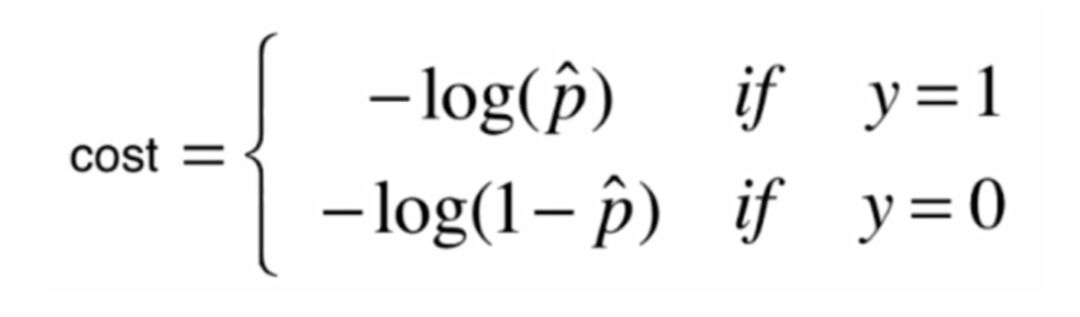 cost = { −log(p̂) if y = 1
−log(1 − p̂) if y = 0